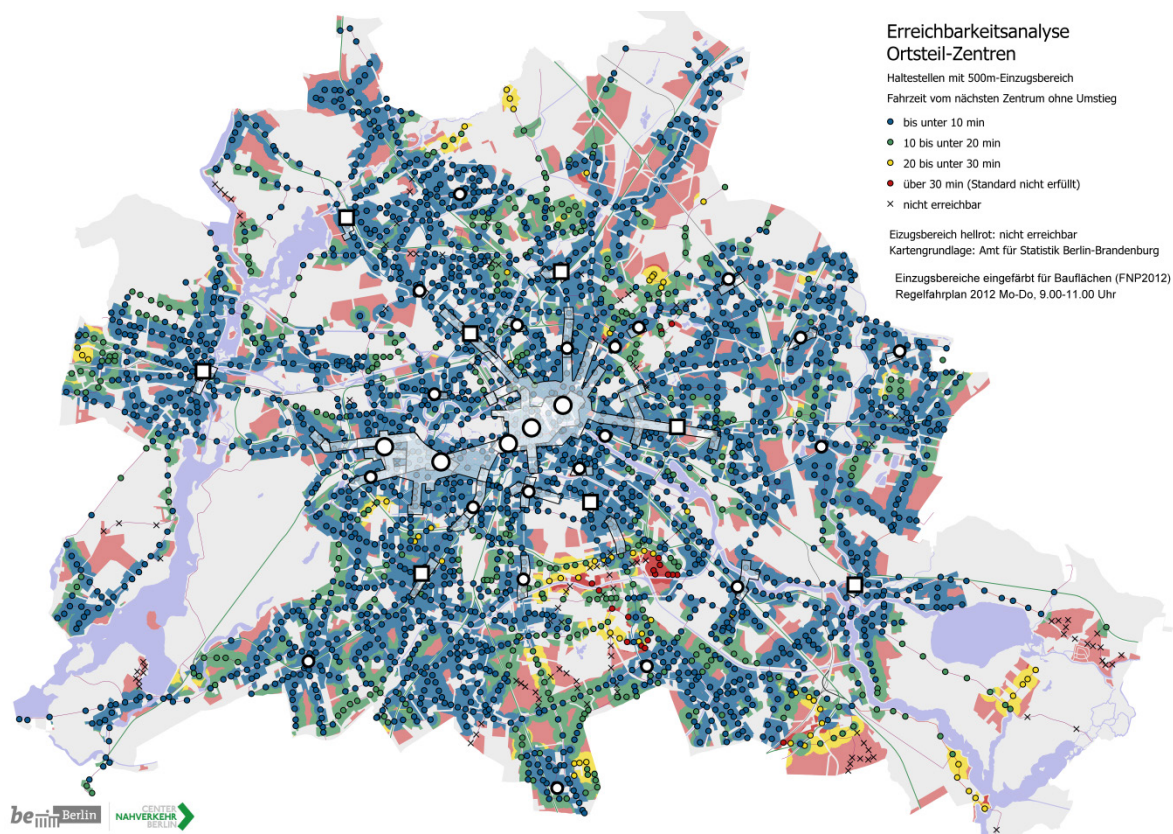 Erreichbarkeitsanalyse
Ortsteil-Zentren
Haltestellen mit 500m-Einzugsbereich
Fahrzeit vom nächsten Zentrum ohne Umstieg
bis unter 10 min
10 bis unter 20 min
20 bis unter 30 min
über 30 min (Standard nicht erfüllt)
nicht erreichbar
Eizugsbereich hellrot: nicht erreichbar
Kartengrundlage: Amt für Statistik Berlin-Brandenburg
Einzugsbereiche eingefärbt für Bauflächen (FNP2012)
Regelfahrplan 2012 Mo-Do, 9.00-11.00 Uhr
be Berlin
CENTER
NAHVERKEHR
BERLIN